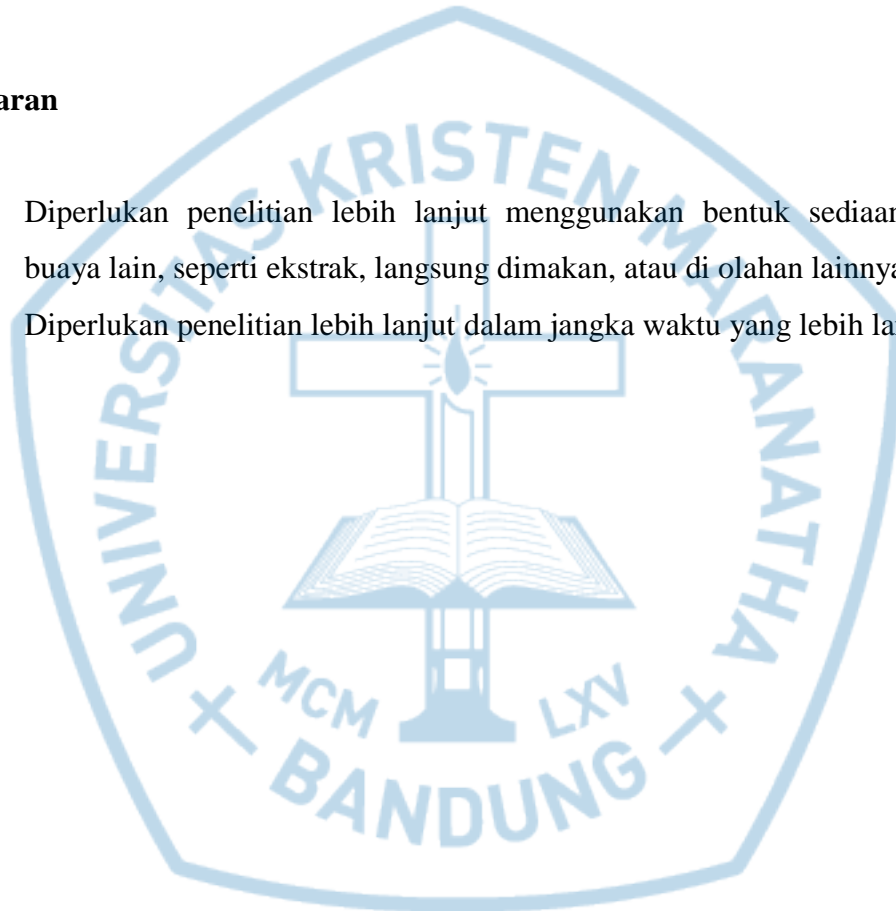 aran
Diperlukan penelitian lebih lanjut menggunakan bentuk sediaan
buaya lain, seperti ekstrak, langsung dimakan, atau di olahan lainnya
Diperlukan penelitian lebih lanjut dalam jangka waktu yang lebih la
UNIVERSITAS KRISTEN MARANATHA
MCM LXV
BANDUNG